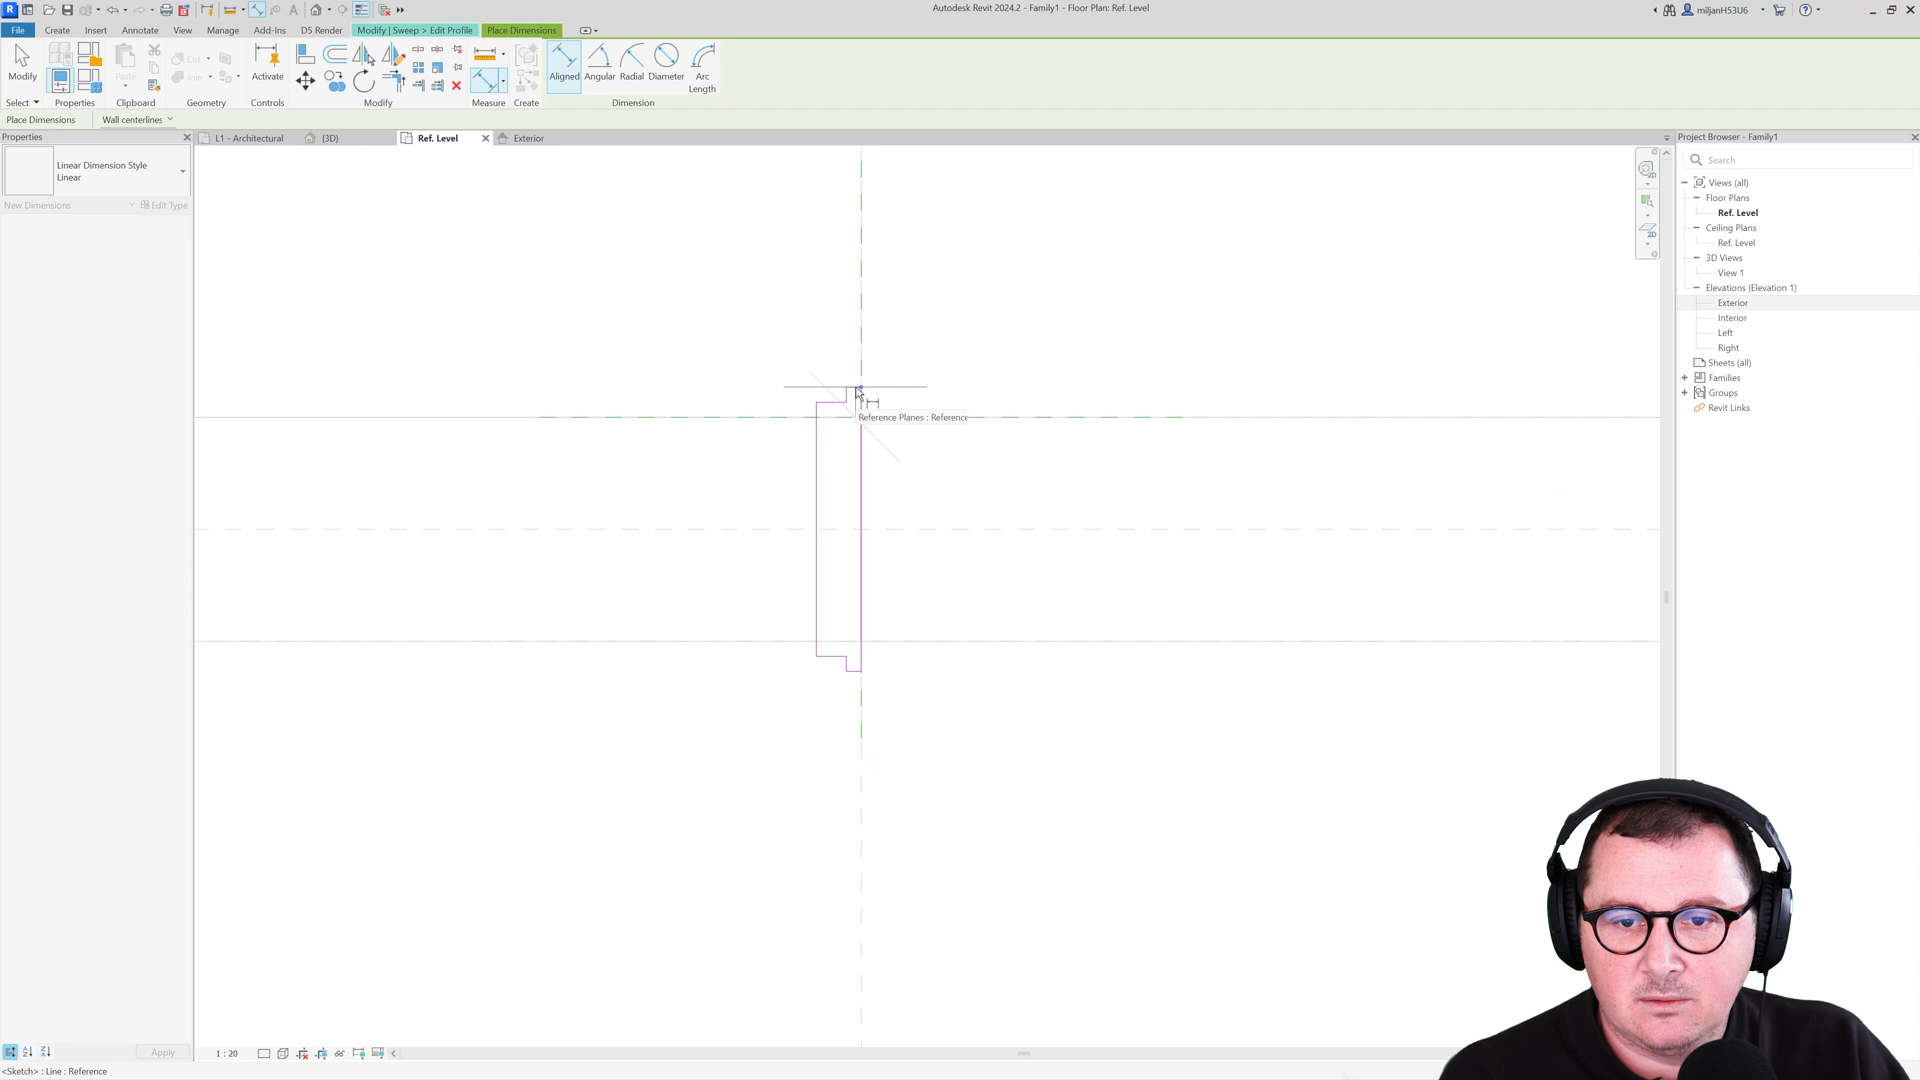 Autodesk Revit 2024.2 - Family1 - Floor Plan: Ref. Level
miljanH53U6
File
Create
Insert
Annotate
View
Manage
Add-Ins
D5 Render
Modify | Sweep > Edit Profile
Place Dimensions
Modify
Paste
Cut
Join
Activate
Aligned
Angular
Radial
Diameter
Arc
Length
Select
Properties
Clipboard
Geometry
Controls
Modify
Measure
Create
Dimension
Place Dimensions
Wall centerlines
Properties
Linear Dimension Style
Linear
New Dimensions
Edit Type
L1 - Architectural
{3D}
Ref. Level
Exterior
Reference Planes : Reference
2D
2D
Project Browser - Family1
Search
Views (all)
Floor Plans
Ref. Level
Ceiling Plans
Ref. Level
3D Views
View 1
Elevations (Elevation 1)
Exterior
Interior
Left
Right
Sheets (all)
Families
Groups
Revit Links
Apply
1 : 20
<Sketch> : Line : Reference